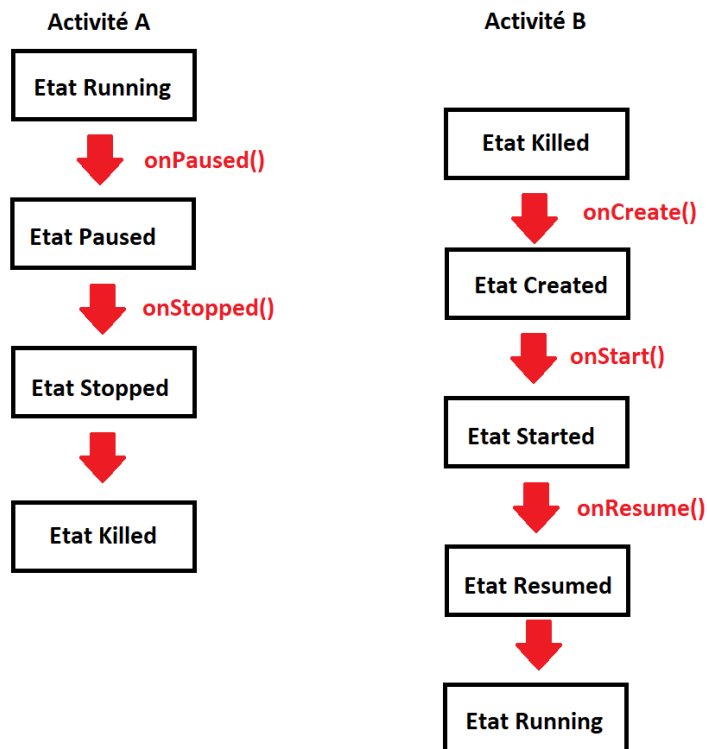 Activité A
Etat Running
onPaused()
Etat Paused
onStopped()
Etat Stopped
Etat Killed
Activité B
Etat Killed
onCreate()
Etat Created
onStart()
Etat Started
onResume()
Etat Resumed
Etat Running